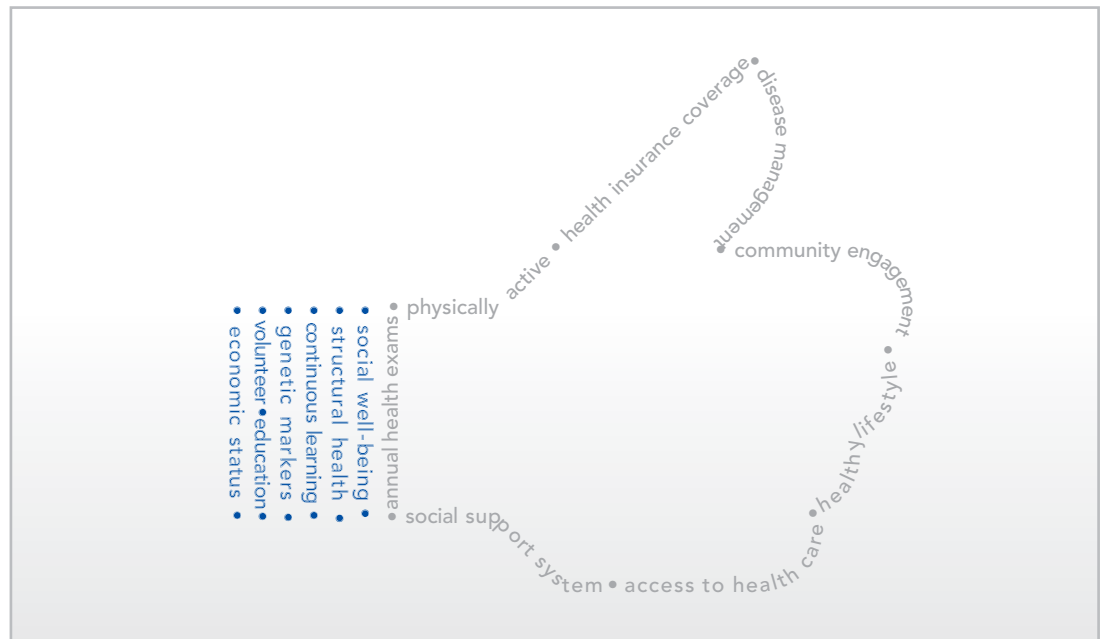 • physically active • health insurance coverage •
disease management •
community engagement •
healthy lifestyle •
access to health care •
social support system •
• annual health exams
• social well-being •
• structural health •
• continuous learning •
• genetic markers •
• volunteer • education •
• economic status •